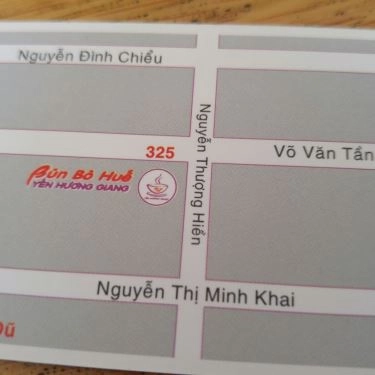 Nguyễn Đình Chiểu
Nguyễn Thượng Hiền
325
Võ Văn Tần
Bún Bò Huế
YẾN HƯƠNG GIANG
Nguyễn Thị Minh Khai